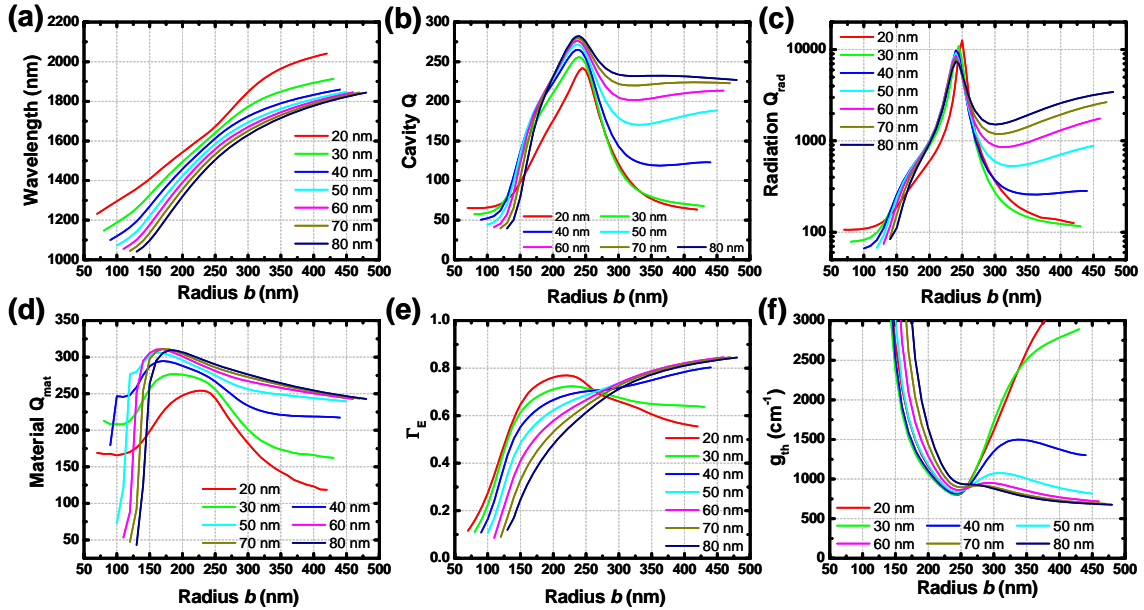 (a)
Wavelength (nm)
2200
2000
1800
1600
1400
1200
1000
20 nm
30 nm
40 nm
50 nm
60 nm
70 nm
80 nm
50 100 150 200 250 300 350 400 450 500
Radius b (nm)
(b)
Cavity Q
300
250
200
150
100
50
0
20 nm 30 nm
40 nm 50 nm
60 nm 70 nm 80 nm
50 100 150 200 250 300 350 400 450 500
Radius b (nm)
(c)
Radiation Qrad
10000
1000
100
20 nm
30 nm
40 nm
50 nm
60 nm
70 nm
80 nm
50 100 150 200 250 300 350 400 450 500
Radius b (nm)
(d)
Material Qmat
350
300
250
200
150
100
50
20 nm
30 nm 40 nm
50 nm 60 nm
70 nm 80 nm
50 100 150 200 250 300 350 400 450 500
Radius b (nm)
(e)
ΓE
1.0
0.8
0.6
0.4
0.2
0.0
20 nm
30 nm
40 nm
50 nm
60 nm
70 nm
80 nm
50 100 150 200 250 300 350 400 450 500
Radius b (nm)
(f)
gth (cm-1)
3000
2500
2000
1500
1000
500
0
20 nm
30 nm 40 nm 50 nm
60 nm 70 nm 80 nm
50 100 150 200 250 300 350 400 450 500
Radius b (nm)